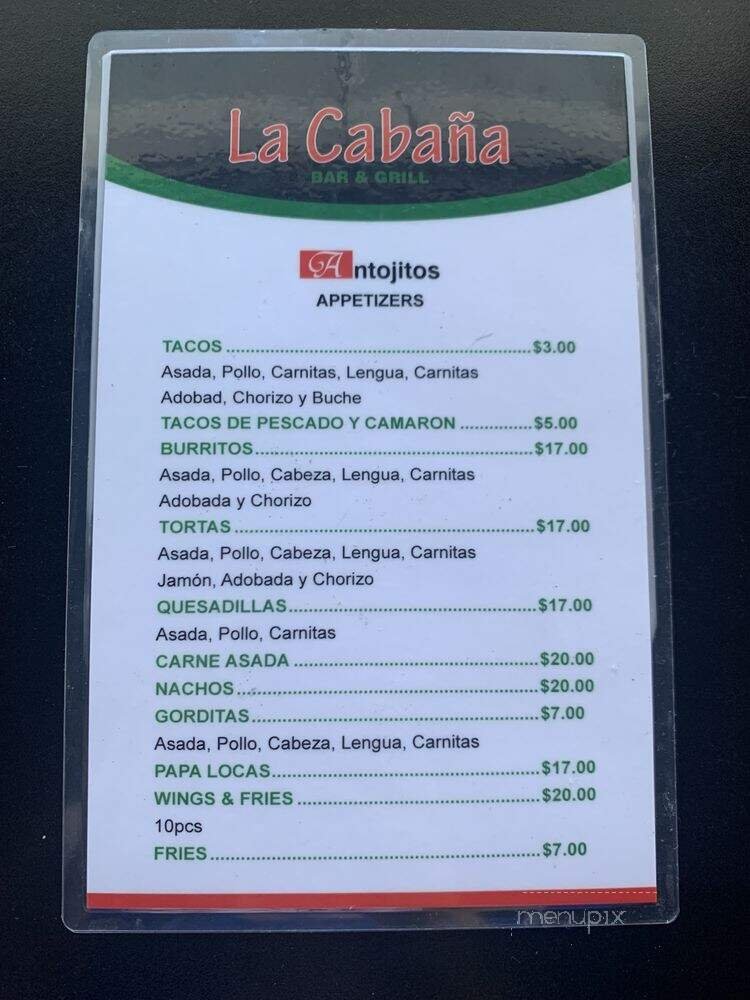 La Cabaña
BAR & GRILL
Antojitos
APPETIZERS
TACOS ................................................ $3.00
Asada, Pollo, Carnitas, Lengua, Carnitas
Adobad, Chorizo y Buche
TACOS DE PESCADO Y CAMARON ............... $5.00
BURRITOS................................................ $17.00
Asada, Pollo, Cabeza, Lengua, Carnitas
Adobada y Chorizo
TORTAS ................................................ $17.00
Asada, Pollo, Cabeza, Lengua, Carnitas
Jamón, Adobada y Chorizo
QUESADILLAS................................................ $17.00
Asada, Pollo, Carnitas
CARNE ASADA ................................................ $20.00
NACHOS................................................ $20.00
GORDITAS................................................ $7.00
Asada, Pollo, Cabeza, Lengua, Carnitas
PAPA LOCAS................................................ $17.00
WINGS & FRIES ................................................ $20.00
10pcs
FRIES ................................................ $7.00
menupix